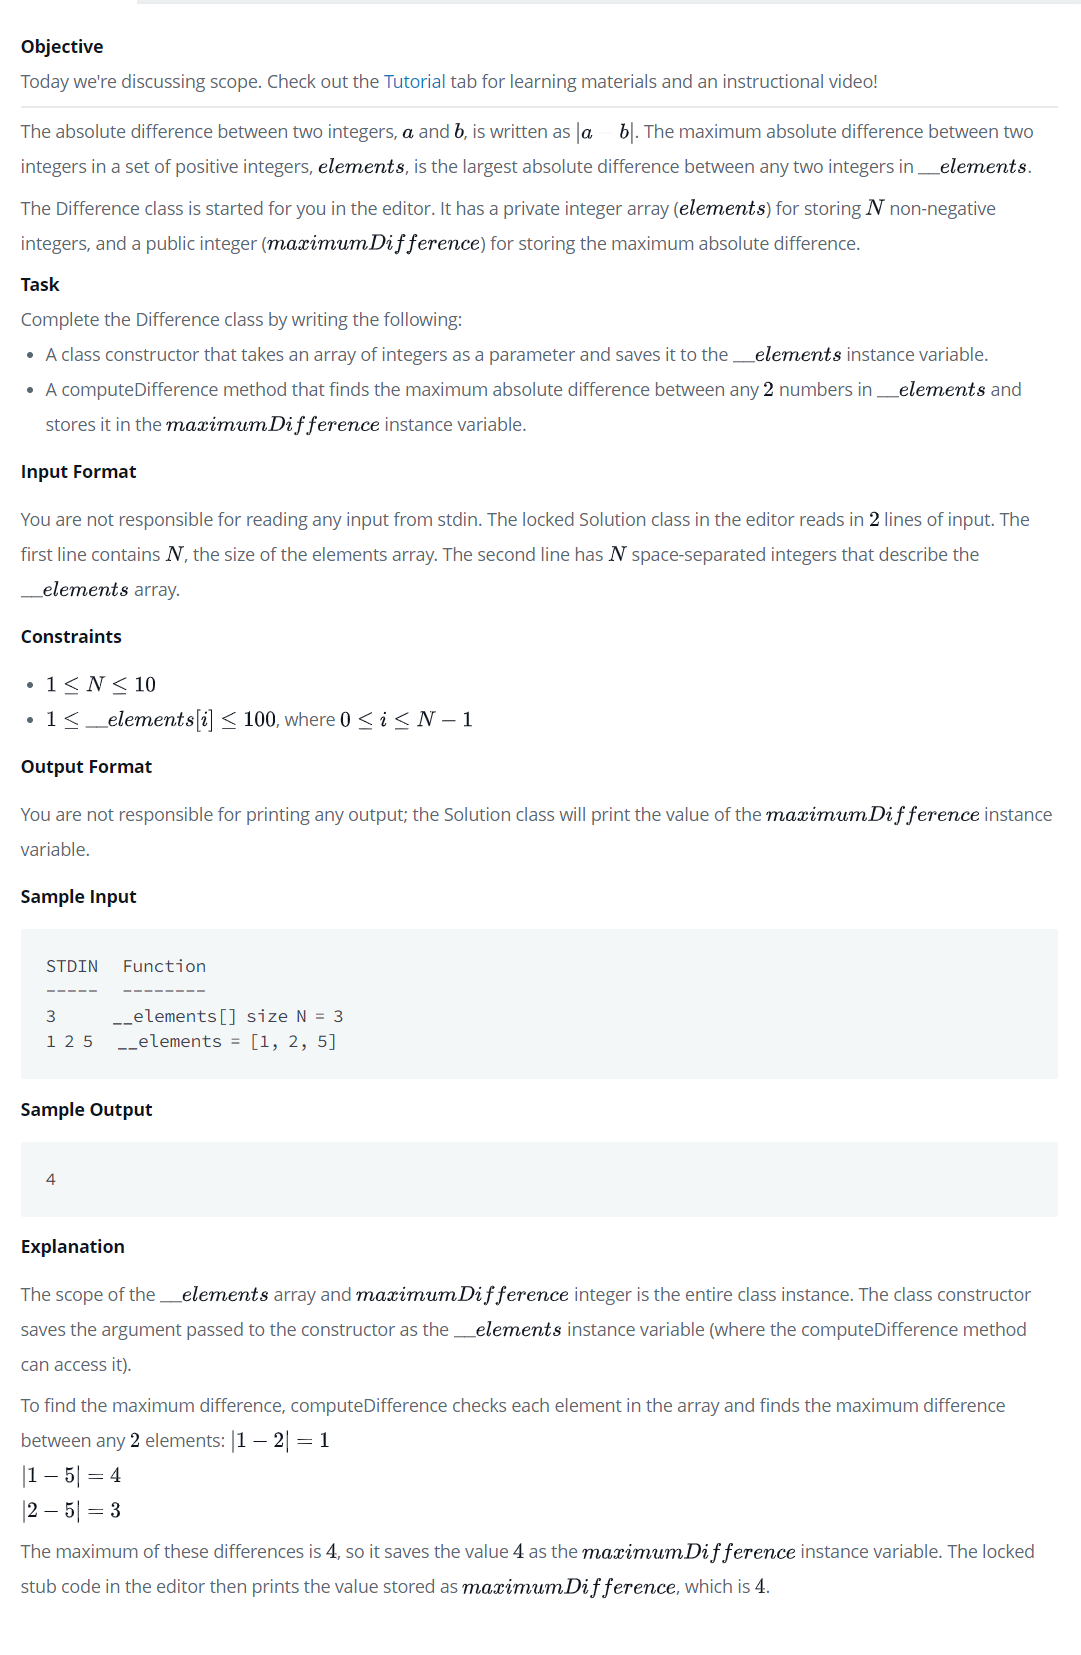 Objective
Today we're discussing scope. Check out the Tutorial tab for learning materials and an instructional video!
The absolute difference between two integers, a and b, is written as |a b|. The maximum absolute difference between two
integers in a set of positive integers, elements, is the largest absolute difference between any two integers in __elements.
The Difference class is started for you in the editor. It has a private integer array (elements) for storing N non-negative
integers, and a public integer (maximumDifference) for storing the maximum absolute difference.
Task
Complete the Difference class by writing the following:
• A class constructor that takes an array of integers as a parameter and saves it to the __elements instance variable.
• A computeDifference method that finds the maximum absolute difference between any 2 numbers in __elements and
stores it in the maximumDifference instance variable.
Input Format
You are not responsible for reading any input from stdin. The locked Solution class in the editor reads in 2 lines of input. The
first line contains N, the size of the elements array. The second line has N space-separated integers that describe the
__elements array.
Constraints
• 1 ≤ N ≤ 10
• 1 ≤ __elements[i] ≤ 100, where 0 ≤ i ≤ N − 1
Output Format
You are not responsible for printing any output; the Solution class will print the value of the maximumDifference instance
variable.
Sample Input
STDIN Function
----- --------
3 __elements[] size N = 3
1 2 5 __elements = [1, 2, 5]
Sample Output
4
Explanation
The scope of the __elements array and maximumDifference integer is the entire class instance. The class constructor
saves the argument passed to the constructor as the __elements instance variable (where the computeDifference method
can access it).
To find the maximum difference, computeDifference checks each element in the array and finds the maximum difference
between any 2 elements: |1 − 2| = 1
|1 − 5| = 4
|2 − 5| = 3
The maximum of these differences is 4, so it saves the value 4 as the maximumDifference instance variable. The locked
stub code in the editor then prints the value stored as maximumDifference, which is 4.